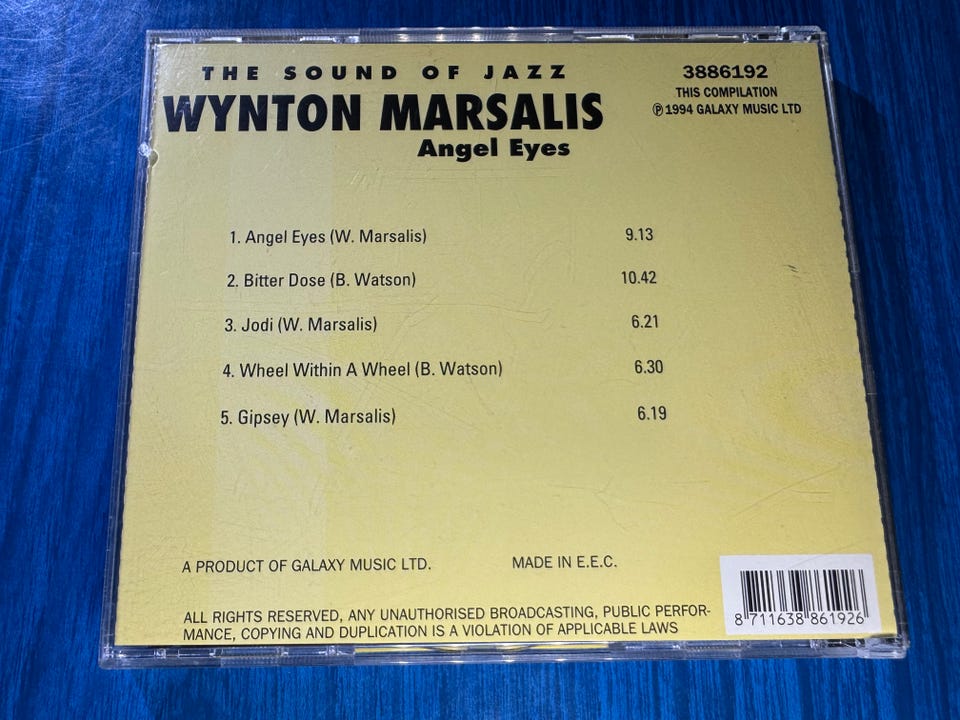 THE SOUND OF JAZZ
WYNTON MARSALIS
Angel Eyes
3886192
THIS COMPILATION
℗ 1994 GALAXY MUSIC LTD
1. Angel Eyes (W. Marsalis) 9.13
2. Bitter Dose (B. Watson) 10.42
3. Jodi (W. Marsalis) 6.21
4. Wheel Within A Wheel (B. Watson) 6.30
5. Gipsey (W. Marsalis) 6.19
A PRODUCT OF GALAXY MUSIC LTD. MADE IN E.E.C.
ALL RIGHTS RESERVED, ANY UNAUTHORISED BROADCASTING, PUBLIC PERFOR-
MANCE, COPYING AND DUPLICATION IS A VIOLATION OF APPLICABLE LAWS
8 711638 861926